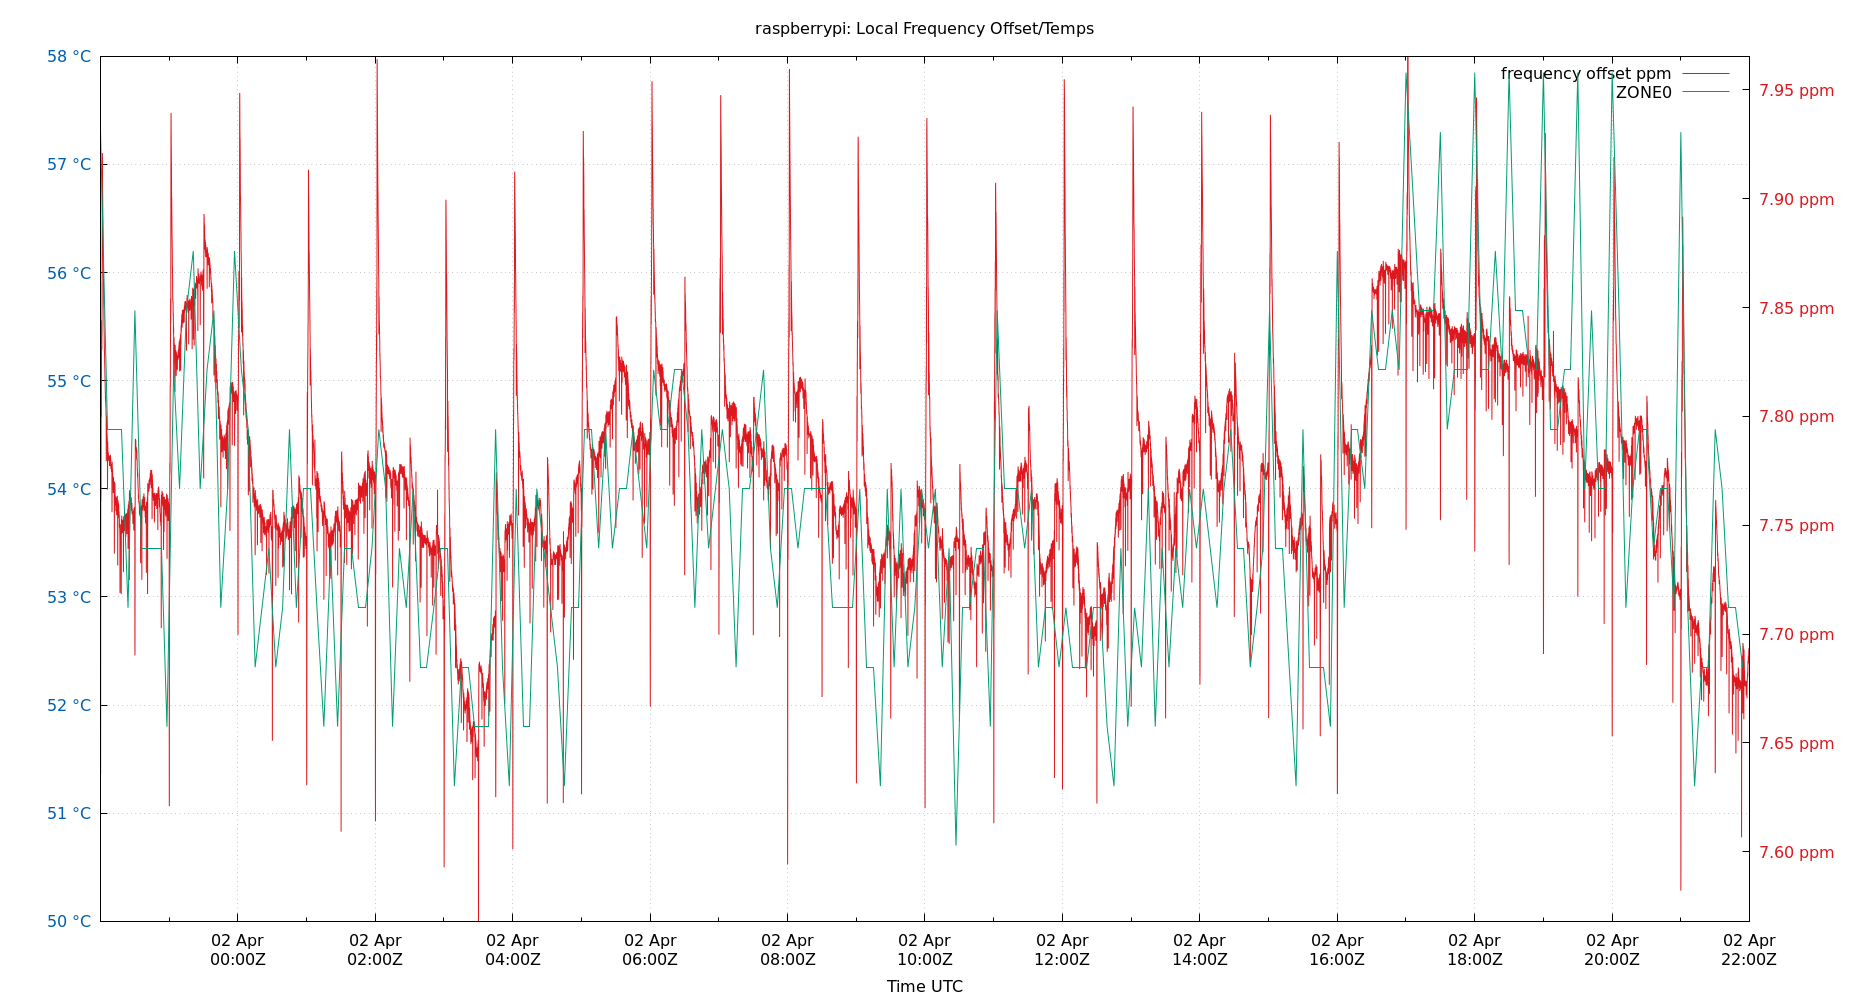 raspberrypi: Local Frequency Offset/Temps
frequency offset ppm
ZONE0
58 °C
57 °C
56 °C
55 °C
54 °C
53 °C
52 °C
51 °C
50 °C
7.95 ppm
7.90 ppm
7.85 ppm
7.80 ppm
7.75 ppm
7.70 ppm
7.65 ppm
7.60 ppm
02 Apr
00:00Z
02 Apr
02:00Z
02 Apr
04:00Z
02 Apr
06:00Z
02 Apr
08:00Z
02 Apr
10:00Z
02 Apr
12:00Z
02 Apr
14:00Z
02 Apr
16:00Z
02 Apr
18:00Z
02 Apr
20:00Z
02 Apr
22:00Z
Time UTC